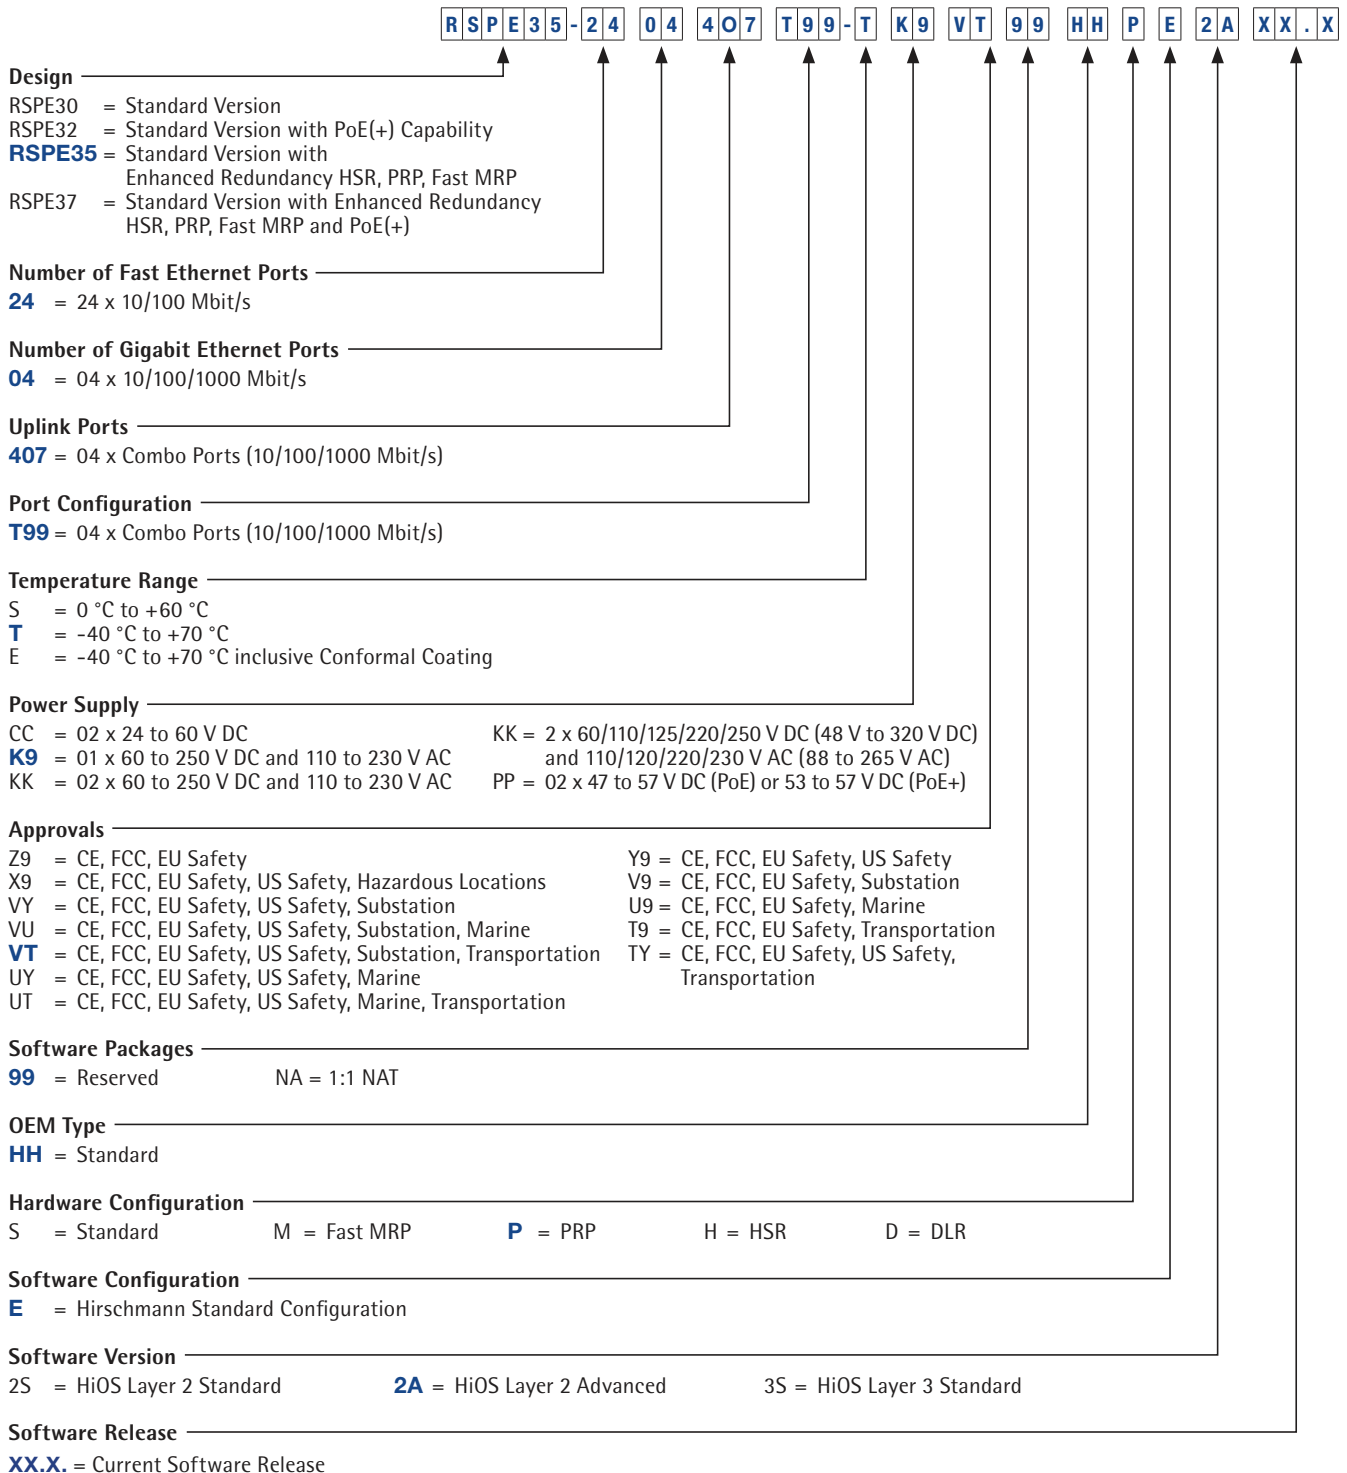 RSPE35-24 04 4O7 T99-T K9 VT 99 HH P E 2A XX.X
Design
RSPE30 = Standard Version
RSPE32 = Standard Version with PoE(+) Capability
RSPE35 = Standard Version with
Enhanced Redundancy HSR, PRP, Fast MRP
RSPE37 = Standard Version with Enhanced Redundancy
HSR, PRP, Fast MRP and PoE(+)
Number of Fast Ethernet Ports
24 = 24 x 10/100 Mbit/s
Number of Gigabit Ethernet Ports
04 = 04 x 10/100/1000 Mbit/s
Uplink Ports
407 = 04 x Combo Ports (10/100/1000 Mbit/s)
Port Configuration
T99 = 04 x Combo Ports (10/100/1000 Mbit/s)
Temperature Range
S = 0 °C to +60 °C
T = -40 °C to +70 °C
E = -40 °C to +70 °C inclusive Conformal Coating
Power Supply
CC = 02 x 24 to 60 V DC
K9 = 01 x 60 to 250 V DC and 110 to 230 V AC
KK = 02 x 60 to 250 V DC and 110 to 230 V AC
KK = 2 x 60/110/125/220/250 V DC (48 V to 320 V DC)
and 110/120/220/230 V AC (88 to 265 V AC)
PP = 02 x 47 to 57 V DC (PoE) or 53 to 57 V DC (PoE+)
Approvals
Z9 = CE, FCC, EU Safety
X9 = CE, FCC, EU Safety, US Safety, Hazardous Locations
VY = CE, FCC, EU Safety, US Safety, Substation
VU = CE, FCC, EU Safety, US Safety, Substation, Marine
VT = CE, FCC, EU Safety, US Safety, Substation, Transportation
UY = CE, FCC, EU Safety, US Safety, Marine
UT = CE, FCC, EU Safety, US Safety, Marine, Transportation
Y9 = CE, FCC, EU Safety, US Safety
V9 = CE, FCC, EU Safety, Substation
U9 = CE, FCC, EU Safety, Marine
T9 = CE, FCC, EU Safety, Transportation
TY = CE, FCC, EU Safety, US Safety,
Transportation
Software Packages
99 = Reserved NA = 1:1 NAT
OEM Type
HH = Standard
Hardware Configuration
S = Standard M = Fast MRP P = PRP H = HSR D = DLR
Software Configuration
E = Hirschmann Standard Configuration
Software Version
2S = HiOS Layer 2 Standard 2A = HiOS Layer 2 Advanced 3S = HiOS Layer 3 Standard
Software Release
XX.X. = Current Software Release